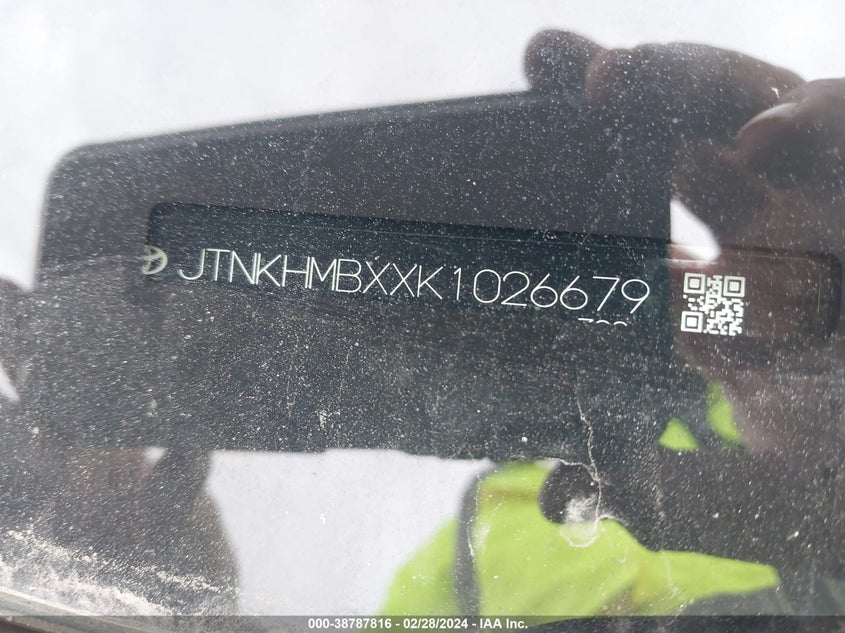 JTNKHMBXXK1026679
000-38787816 - 02/28/2024 - IAA Inc.